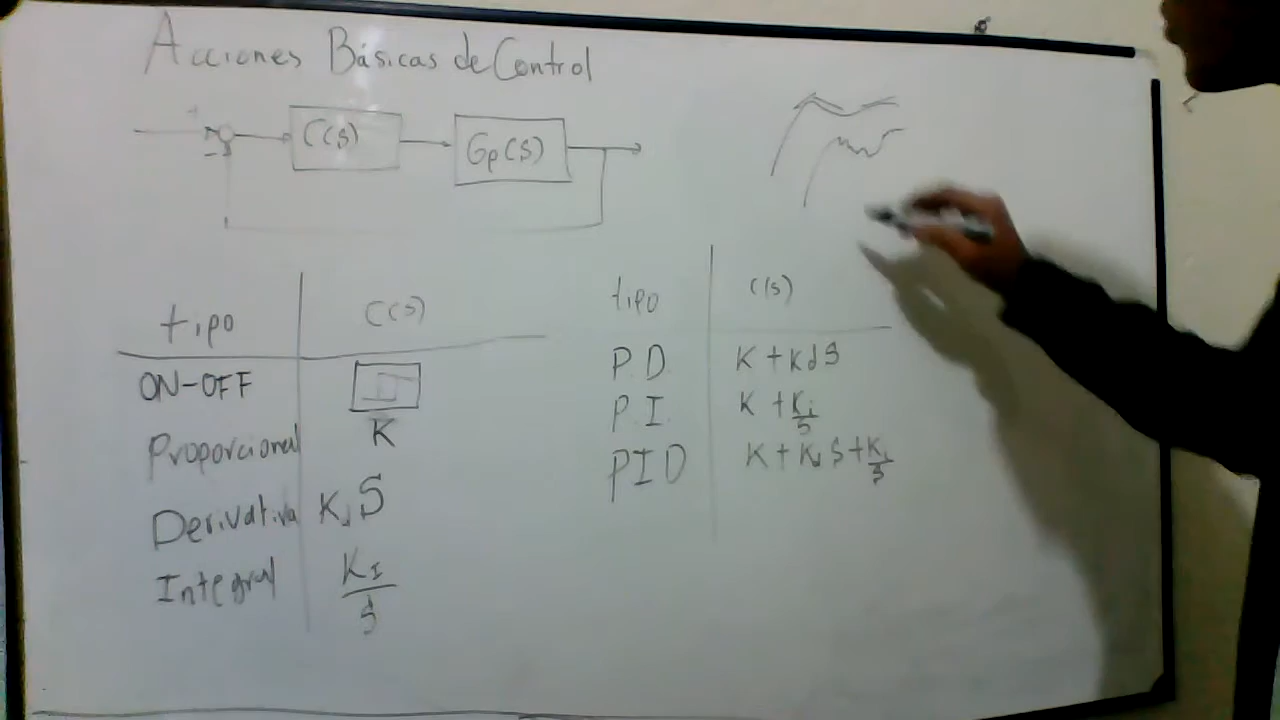 Acciones Básicas de Control
+
−
C(s)
Gp(s)
tipo C(s)
ON-OFF
Proporcional K
Derivativa Kd S
Integral KI/s
tipo C(s)
PD K + Kd S
P I. K + Ki/s
PID K + Kd S + Ki/s